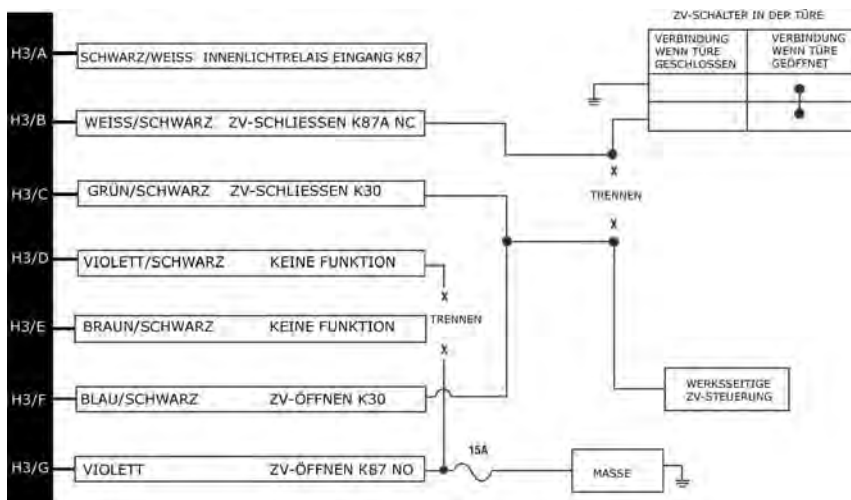 ZV-SCHALTER IN DER TÜRE
VERBINDUNG
WENN TÜRE
GESCHLOSSEN
VERBINDUNG
WENN TÜRE
GEÖFFNET
H3/A
SCHWARZ/WEISS INNENLICHTRELAIS EINGANG K87
H3/B
WEISS/SCHWARZ ZV-SCHLIESSEN K87A NC
X
TRENNEN
X
H3/C
GRÜN/SCHWARZ ZV-SCHLIESSEN K30
H3/D
VIOLETT/SCHWARZ KEINE FUNKTION
X
TRENNEN
X
H3/E
BRAUN/SCHWARZ KEINE FUNKTION
H3/F
BLAU/SCHWARZ ZV-ÖFFNEN K30
WERKSSEITIGE
ZV-STEUERUNG
H3/G
VIOLETT ZV-ÖFFNEN K87 NO
15A
MASSE